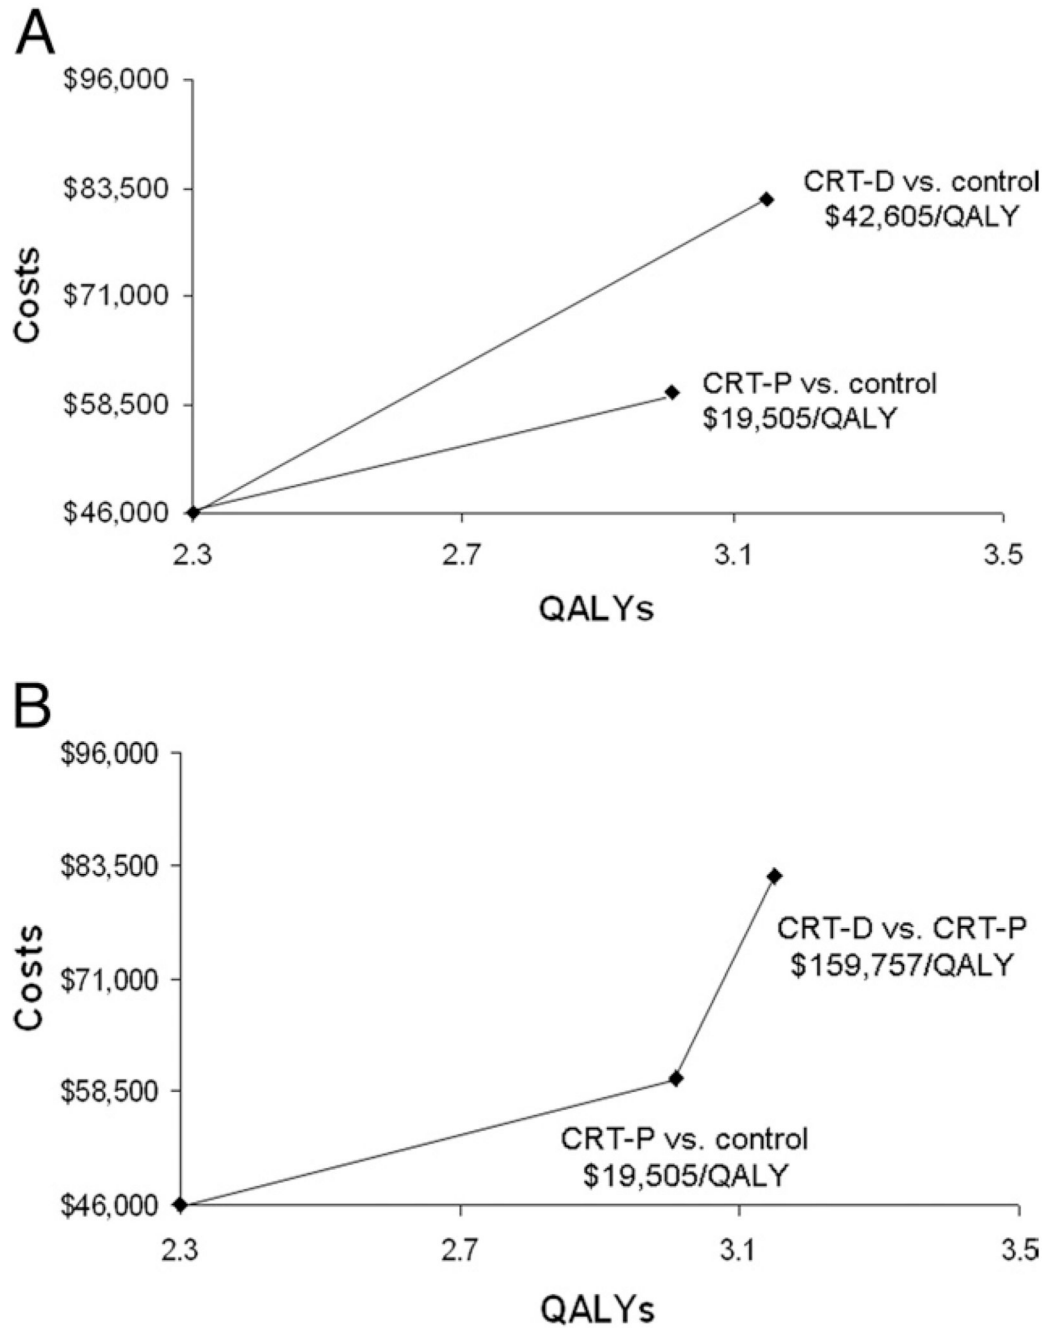 A
$96,000
$83,500
$71,000
$58,500
$46,000
Costs
CRT-D vs. control
$42,605/QALY
CRT-P vs. control
$19,505/QALY
2.3 2.7 3.1 3.5
QALYs
B
$96,000
$83,500
$71,000
$58,500
$46,000
Costs
CRT-D vs. CRT-P
$159,757/QALY
CRT-P vs. control
$19,505/QALY
2.3 2.7 3.1 3.5
QALYs